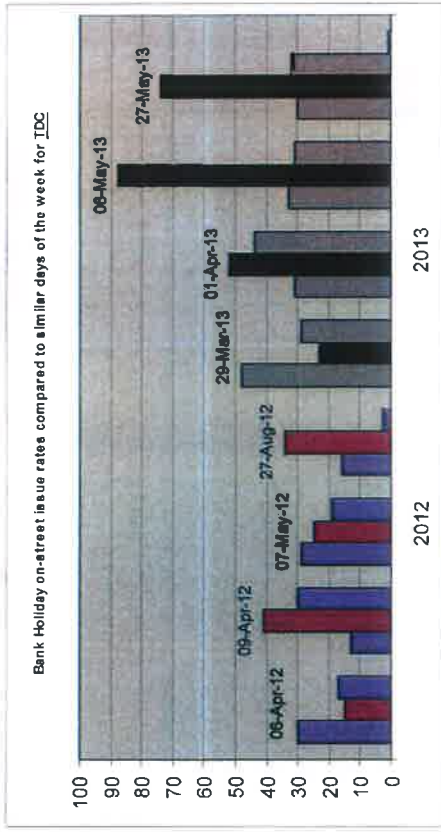 Bank Holiday on-street issue rates compared to similar days of the week for TDC
100
90
80
70
60
50
40
30
20
10
0
06-Apr-12
09-Apr-12
07-May-12
27-Aug-12
29-Mar-13
01-Apr-13
06-May-13
27-May-13
2012
2013